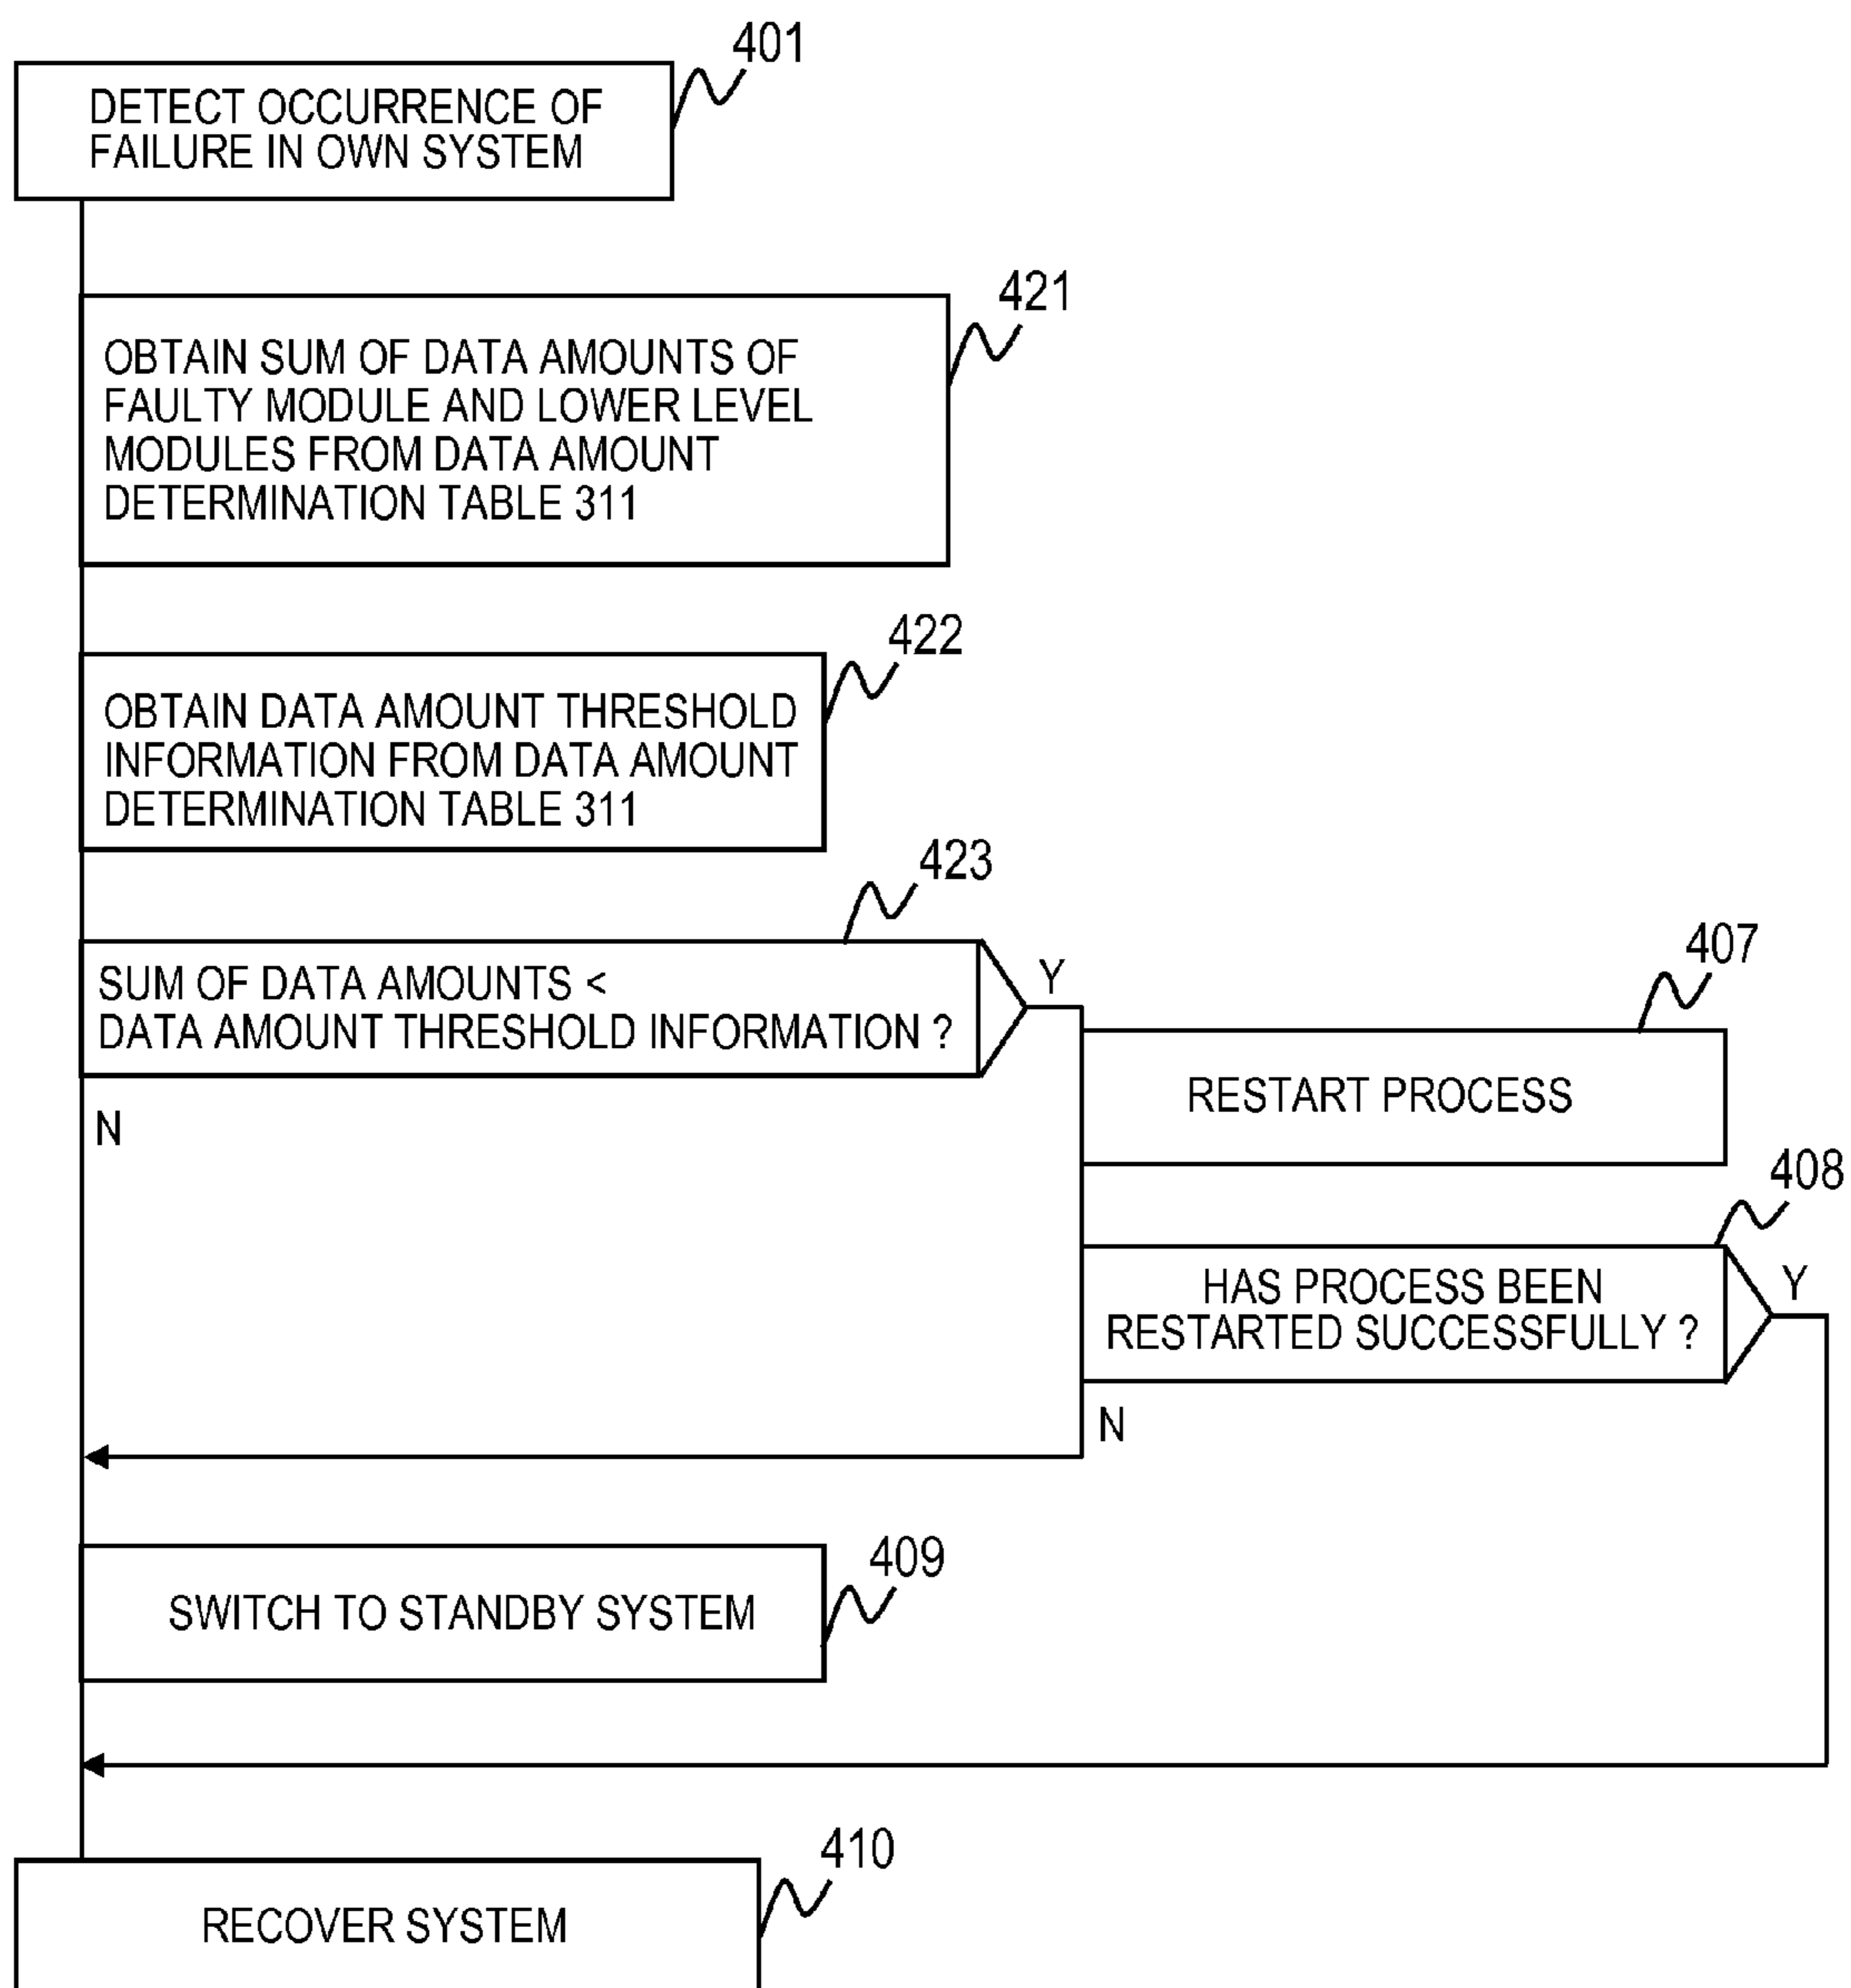 401
DETECT OCCURRENCE OF
FAILURE IN OWN SYSTEM
421
OBTAIN SUM OF DATA AMOUNTS OF
FAULTY MODULE AND LOWER LEVEL
MODULES FROM DATA AMOUNT
DETERMINATION TABLE 311
422
OBTAIN DATA AMOUNT THRESHOLD
INFORMATION FROM DATA AMOUNT
DETERMINATION TABLE 311
423
SUM OF DATA AMOUNTS <
DATA AMOUNT THRESHOLD INFORMATION ?
Y
N
407
RESTART PROCESS
408
HAS PROCESS BEEN
RESTARTED SUCCESSFULLY ?
Y
N
409
SWITCH TO STANDBY SYSTEM
410
RECOVER SYSTEM